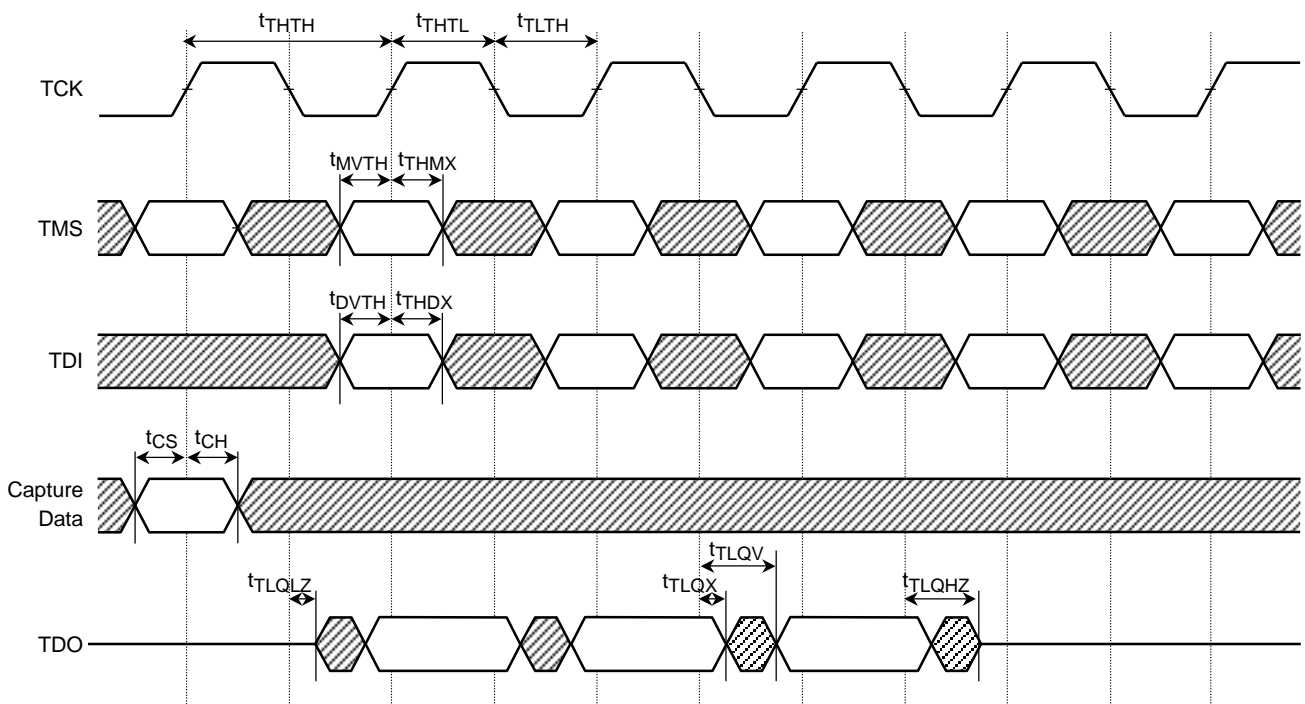 tTHTH
tTHTL
tTLTH
TCK
tMVTH
tTHMX
TMS
tDVTH
tTHDX
TDI
tCS
tCH
Capture
Data
tTLQV
tTLQLZ
tTLQX
tTLQHZ
TDO